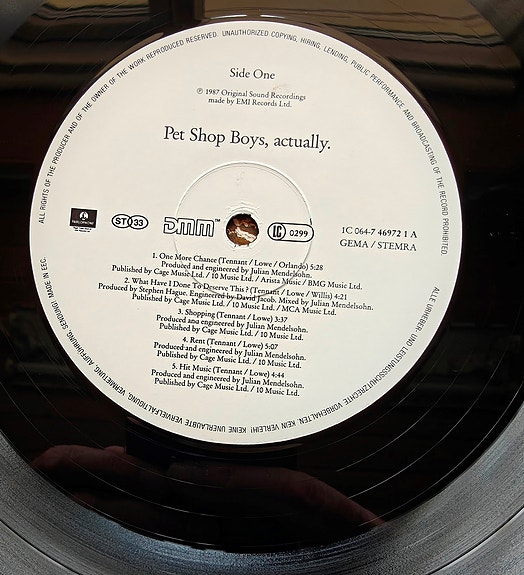 ALL RIGHTS OF THE PRODUCER AND OF THE OWNER OF THE WORK REPRODUCED RESERVED. UNAUTHORIZED COPYING, HIRING, LENDING, PUBLIC PERFORMANCE AND BROADCASTING OF THE RECORD PROHIBITED.
Side One
℗ 1987 Original Sound Recordings
made by EMI Records Ltd.
Pet Shop Boys, actually.
PARLOPHONE
ST 33
DMM™
LC 0299
1C 064-7 46972 1 A
GEMA / STEMRA
1. One More Chance (Tennant / Lowe / Orlando) 5:28
Produced and engineered by Julian Mendelsohn.
Published by Cage Music Ltd. / 10 Music Ltd. / Arista Music / BMG Music Ltd.
2. What Have I Done To Deserve This? (Tennant / Lowe / Willis) 4:21
Produced by Stephen Hague. Engineered by David Jacob. Mixed by Julian Mendelsohn.
Published by Cage Music Ltd. / 10 Music Ltd. / MCA Music Ltd.
3. Shopping (Tennant / Lowe) 3:37
Produced and engineered by Julian Mendelsohn.
Published by Cage Music Ltd. / 10 Music Ltd.
4. Rent (Tennant / Lowe) 5:07
Produced and engineered by Julian Mendelsohn.
Published by Cage Music Ltd. / 10 Music Ltd.
5. Hit Music (Tennant / Lowe) 4:44
Produced and engineered by Julian Mendelsohn.
Published by Cage Music Ltd. / 10 Music Ltd.
ALLE URHEBER- UND LEISTUNGSSCHUTZRECHTE VORBEHALTEN. KEIN VERLEIH! KEINE UNERLAUBTE VERVIELFÄLTIGUNG, VERMIETUNG, AUFFÜHRUNG, SENDUNG! MADE IN EEC.